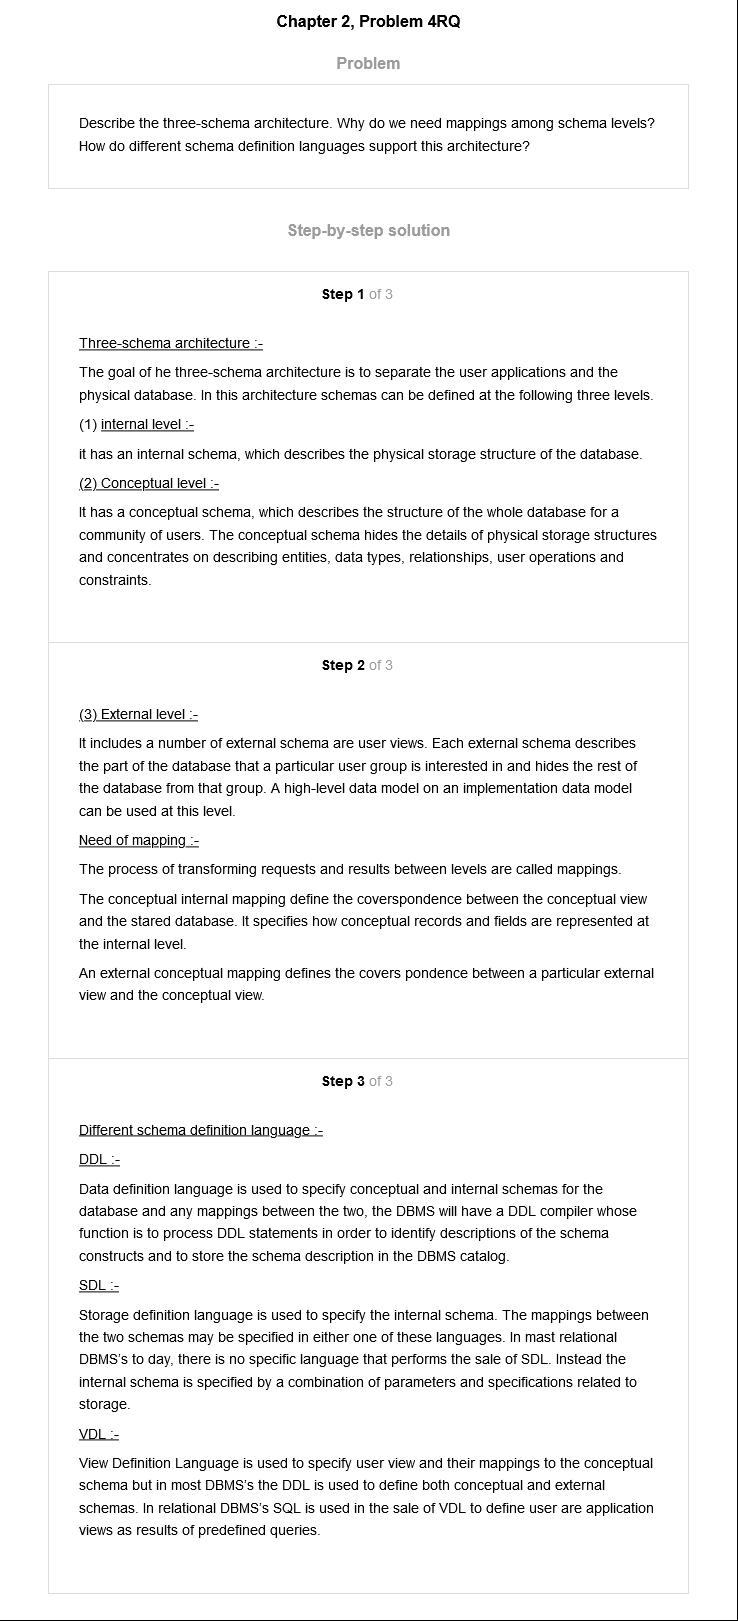 Chapter 2, Problem 4RQ
Problem
Describe the three-schema architecture. Why do we need mappings among schema levels?
How do different schema definition languages support this architecture?
Step-by-step solution
Step 1 of 3
Three-schema architecture :-
The goal of he three-schema architecture is to separate the user applications and the
physical database. In this architecture schemas can be defined at the following three levels.
(1) internal level :-
it has an internal schema, which describes the physical storage structure of the database.
(2) Conceptual level :-
It has a conceptual schema, which describes the structure of the whole database for a
community of users. The conceptual schema hides the details of physical storage structures
and concentrates on describing entities, data types, relationships, user operations and
constraints.
Step 2 of 3
(3) External level :-
It includes a number of external schema are user views. Each external schema describes
the part of the database that a particular user group is interested in and hides the rest of
the database from that group. A high-level data model on an implementation data model
can be used at this level.
Need of mapping :-
The process of transforming requests and results between levels are called mappings.
The conceptual internal mapping define the coverspondence between the conceptual view
and the stared database. It specifies how conceptual records and fields are represented at
the internal level.
An external conceptual mapping defines the covers pondence between a particular external
view and the conceptual view.
Step 3 of 3
Different schema definition language :-
DDL :-
Data definition language is used to specify conceptual and internal schemas for the
database and any mappings between the two, the DBMS will have a DDL compiler whose
function is to process DDL statements in order to identify descriptions of the schema
constructs and to store the schema description in the DBMS catalog.
SDL :-
Storage definition language is used to specify the internal schema. The mappings between
the two schemas may be specified in either one of these languages. In mast relational
DBMS's to day, there is no specific language that performs the sale of SDL. Instead the
internal schema is specified by a combination of parameters and specifications related to
storage.
VDL :-
View Definition Language is used to specify user view and their mappings to the conceptual
schema but in most DBMS's the DDL is used to define both conceptual and external
schemas. In relational DBMS's SQL is used in the sale of VDL to define user are application
views as results of predefined queries.